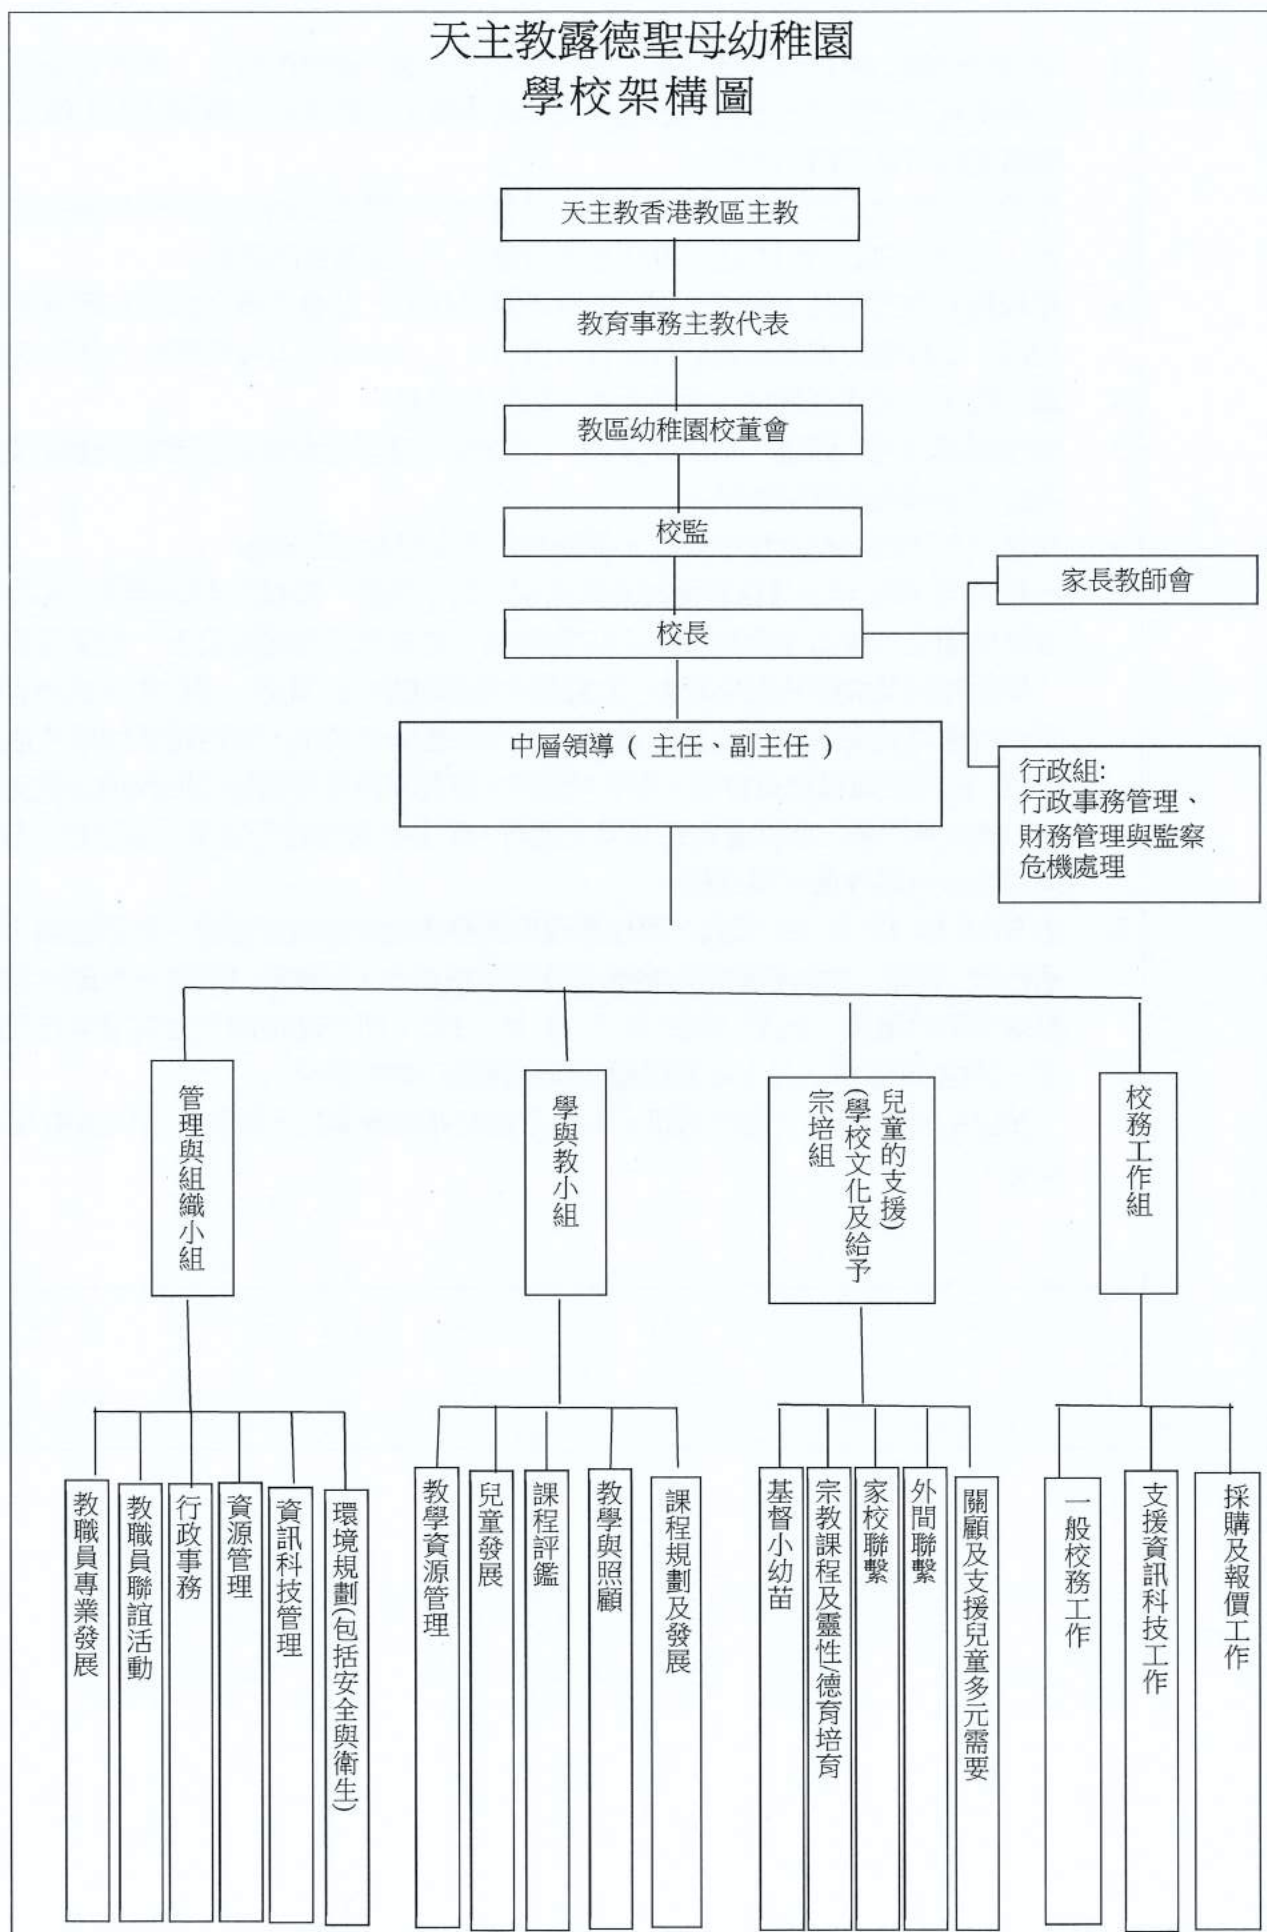 天主教露德聖母幼稚園
學校架構圖
天主教香港教區主教
教育事務主教代表
教區幼稚園校董會
校監
家長教師會
校長
中層領導 ( 主任、副主任 )
行政組:
行政事務管理、
財務管理與監察
危機處理
管理與組織小組
學與教小組
兒童的支援)
(學校文化及給予
宗培組
校務工作組
教職員專業發展
教職員聯誼活動
行政事務
資源管理
資訊科技管理
環境規劃(包括安全與衛生)
教學資源管理
兒童發展
課程評鑑
教學與照顧
課程規劃及發展
基督小幼苗
宗教課程及靈性/德育培育
家校聯繫
外間聯繫
關顧及支援兒童多元需要
一般校務工作
支援資訊科技工作
採購及報價工作